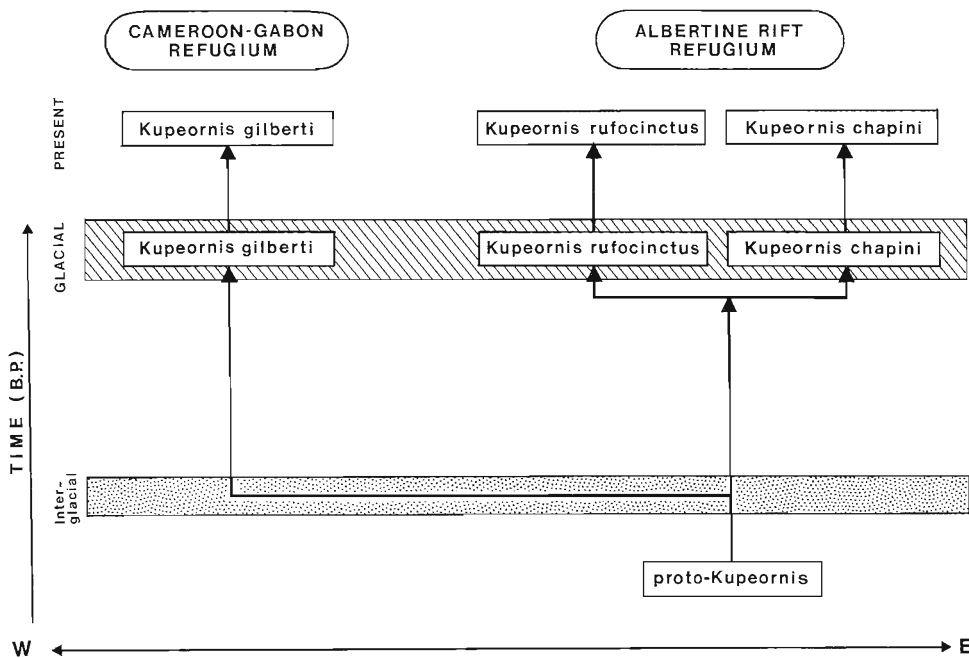 CAMEROON-GABON
REFUGIUM
ALBERTINE RIFT
REFUGIUM
PRESENT
Kupeornis gilberti
Kupeornis rufocinctus
Kupeornis chapini
GLACIAL
Kupeornis gilberti
Kupeornis rufocinctus
Kupeornis chapini
TIME (B.P.)
Inter-
glacial
proto-Kupeornis
W
E